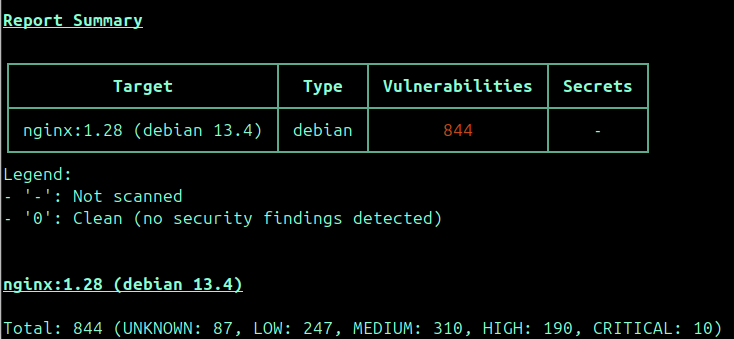 Report Summary
Target Type Vulnerabilities Secrets
nginx:1.28 (debian 13.4) debian 844 -
Legend:
- '-': Not scanned
- '0': Clean (no security findings detected)
nginx:1.28 (debian 13.4)
Total: 844 (UNKNOWN: 87, LOW: 247, MEDIUM: 310, HIGH: 190, CRITICAL: 10)